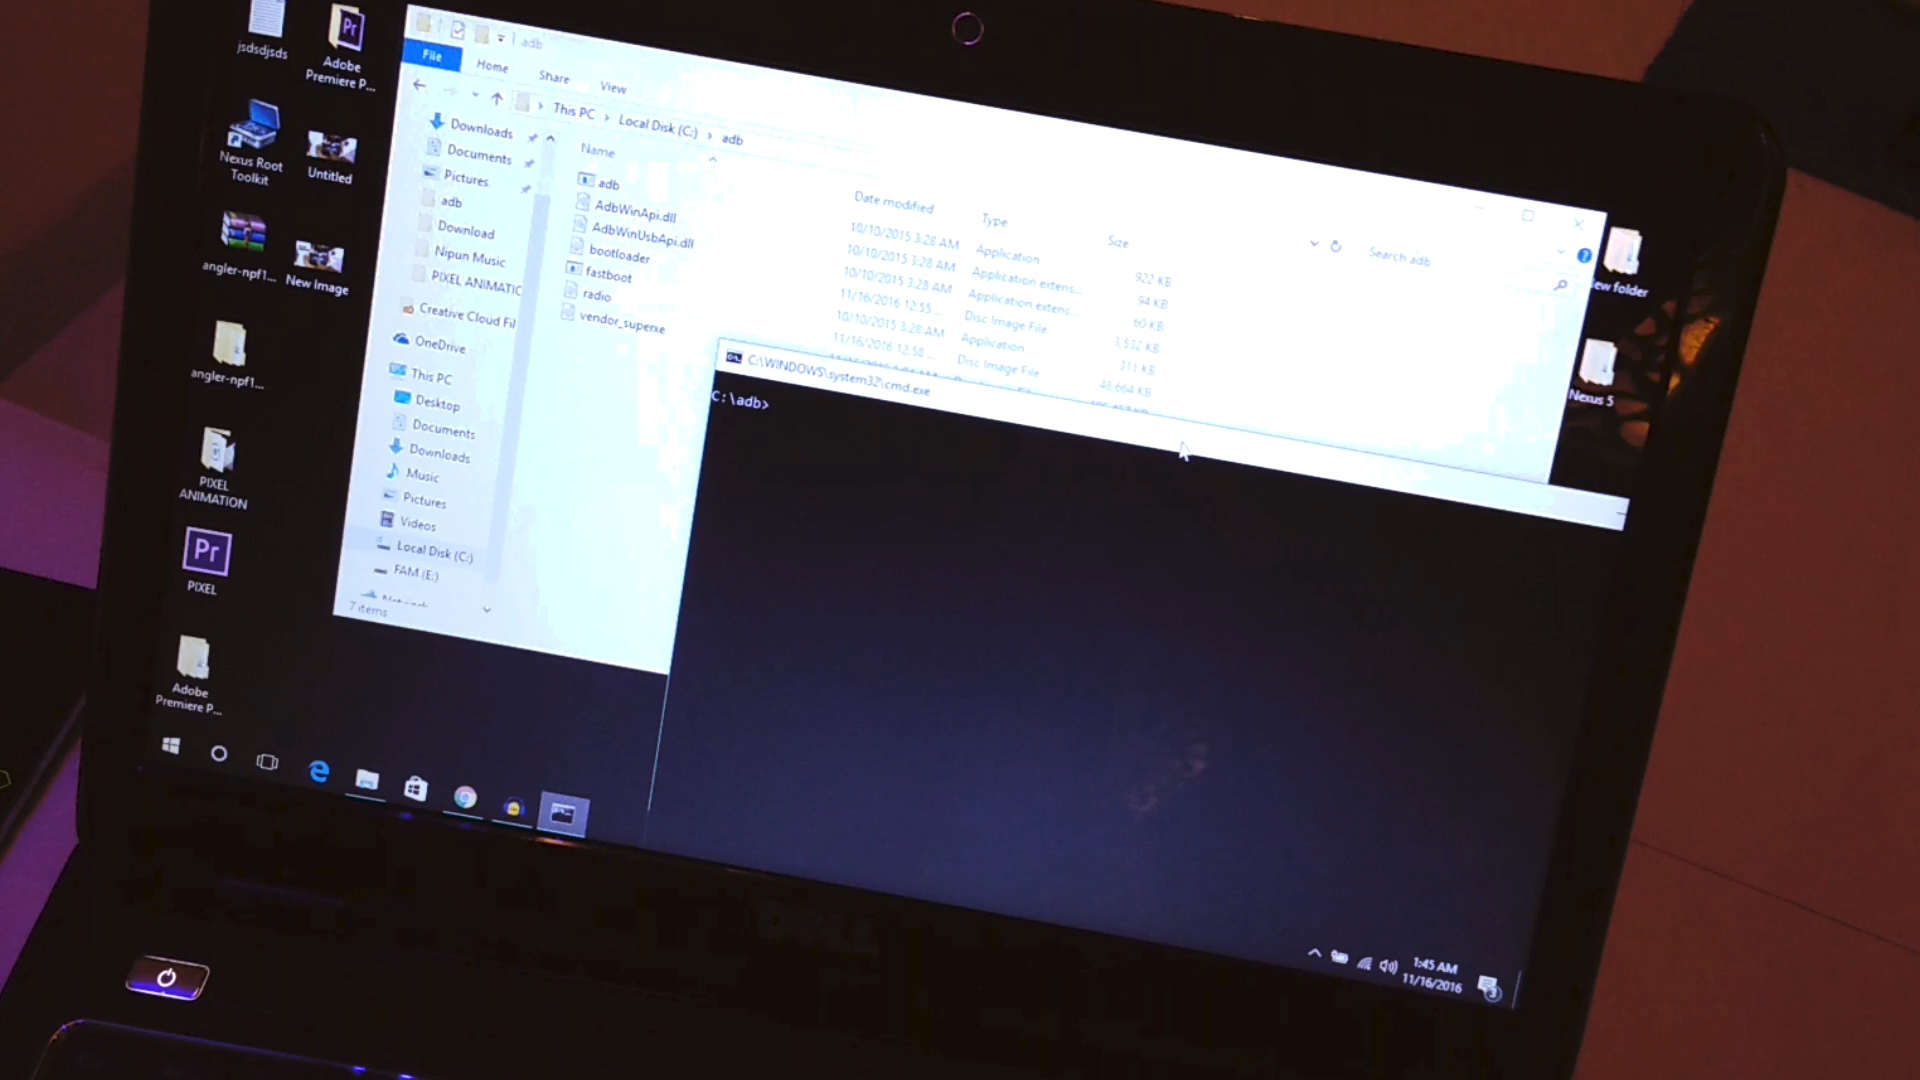 jsdsdjsds
Adobe
Premiere P...
Nexus Root
Toolkit
Untitled
angler-npf1...
New Image
angler-npf1...
PIXEL
ANIMATION
Pr
PIXEL
Adobe
Premiere P...
adb
File
Home
Share
View
This PC
Local Disk (C:)
adb
Search adb
Downloads
Documents
Pictures
adb
Download
Nipun Music
PIXEL ANIMATIC
Creative Cloud Fil
OneDrive
This PC
Desktop
Documents
Downloads
Music
Pictures
Videos
Local Disk (C:)
FAM (E:)
7 items
Name
Date modified
Type
Size
adb
10/10/2015 3:28 AM
Application
922 KB
AdbWinApi.dll
10/10/2015 3:28 AM
Application extens...
94 KB
AdbWinUsbApi.dll
10/10/2015 3:28 AM
Application extens...
60 KB
bootloader
11/16/2016 12:55 ...
Disc Image File
3,532 KB
fastboot
10/10/2015 3:28 AM
Application
311 KB
radio
11/16/2016 12:58 ...
Disc Image File
48,664 KB
vendor_superxe
C:\WINDOWS\system32\cmd.exe
C:\adb>
ew folder
Nexus 5
1:45 AM
11/16/2016
3